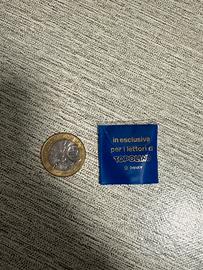 in esclusiva
per i lettori di
TOPOLINO